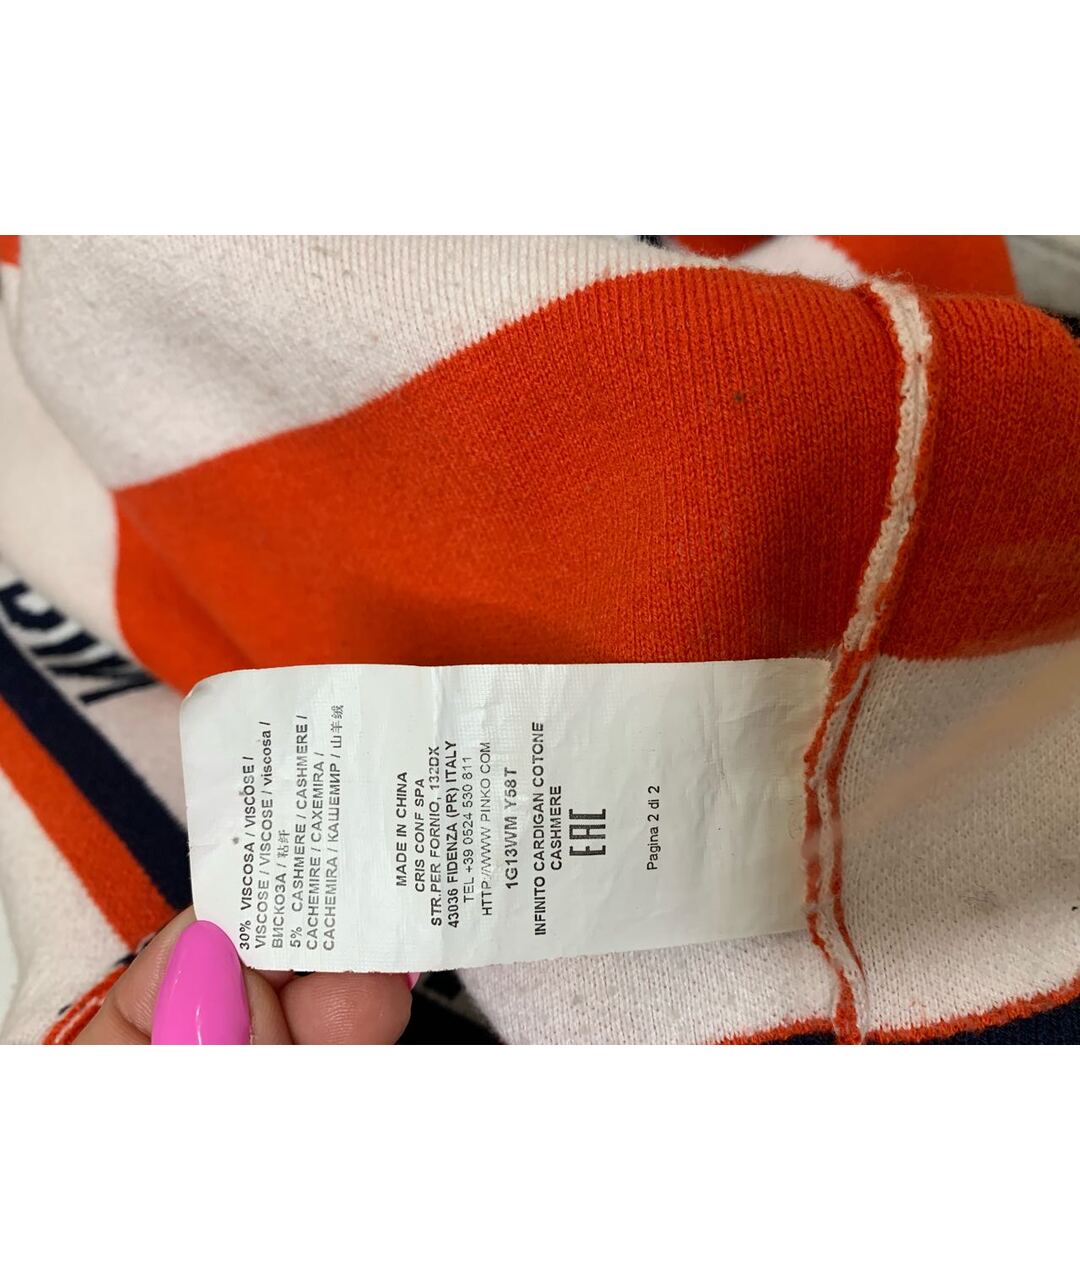 30% VISCOSA / VISCOSE /
VISCOSE / VISCOSE / viscosa /
ВИСКОЗА / 粘纤
5% CASHMERE / CASHMERE /
CACHEMIRE / CAXEMIRA /
CACHEMIRA / КАШЕМИР / 山羊绒
MADE IN CHINA
CRIS CONF SPA
STR.PER FORNIO, 132DX
43036 FIDENZA (PR) ITALY
TEL +39 0524 530 811
HTTP://WWW PINKO COM
1G13WM Y58T
INFINITO CARDIGAN COTONE
CASHMERE
EAC
Pagina 2 di 2